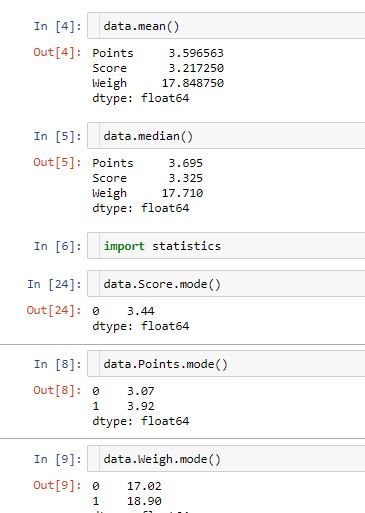 In [4]: data.mean()
Out[4]: Points 3.596563
Score 3.217250
Weigh 17.848750
dtype: float64
In [5]: data.median()
Out[5]: Points 3.695
Score 3.325
Weigh 17.710
dtype: float64
In [6]: import statistics
In [24]: data.Score.mode()
Out[24]: 0 3.44
dtype: float64
In [8]: data.Points.mode()
Out[8]: 0 3.07
1 3.92
dtype: float64
In [9]: data.Weigh.mode()
Out[9]: 0 17.02
1 18.90